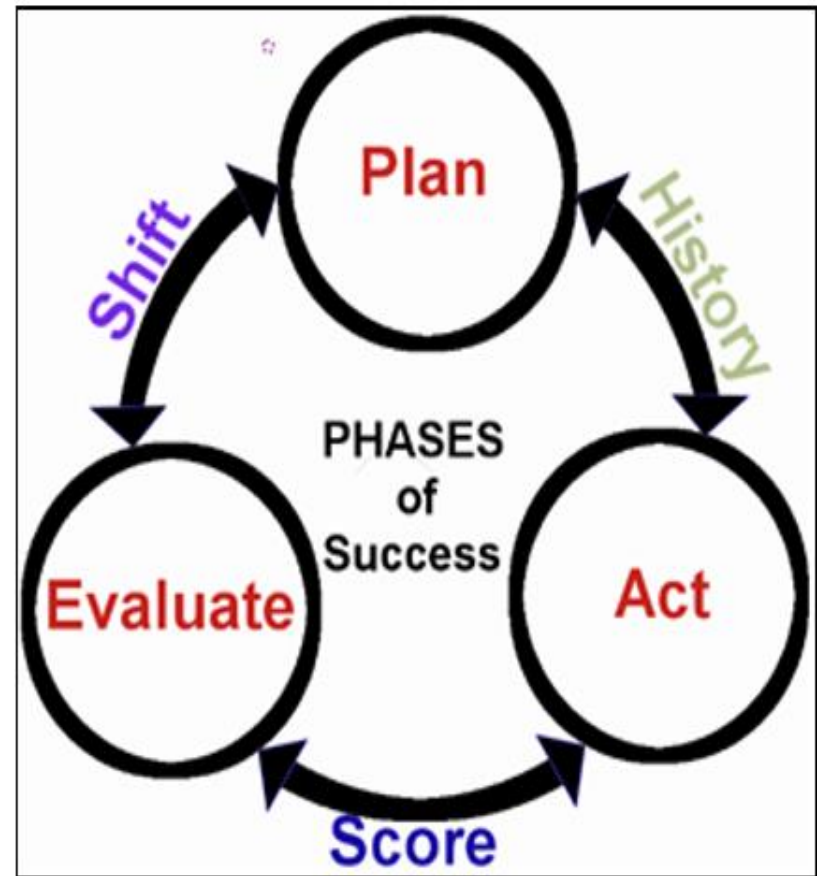 Plan
Shift
History
PHASES
of
Success
Evaluate
Act
Score